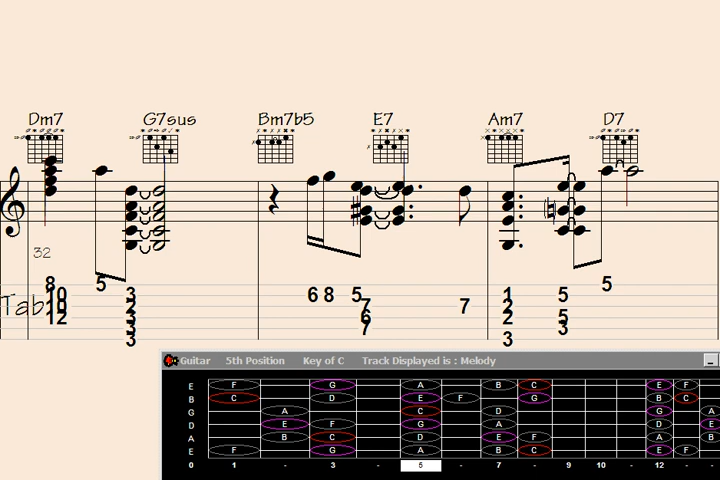 Dm7 G7sus Bm7b5 E7 Am7 D7
32
8 5 5
10 3 6 8 5 1 5
Tab 10 2 7 7 2
12 2 6 2 5
3 7 3
3 3
Guitar 5th Position Key of C Track Displayed is : Melody
E F G A B C E F
B C D E F G B C
G A C D G A
D E F G A D E
A B C D E F A B
E F G A B C E F
0 1 - 3 - 5 - 7 - 9 10 - 12 -